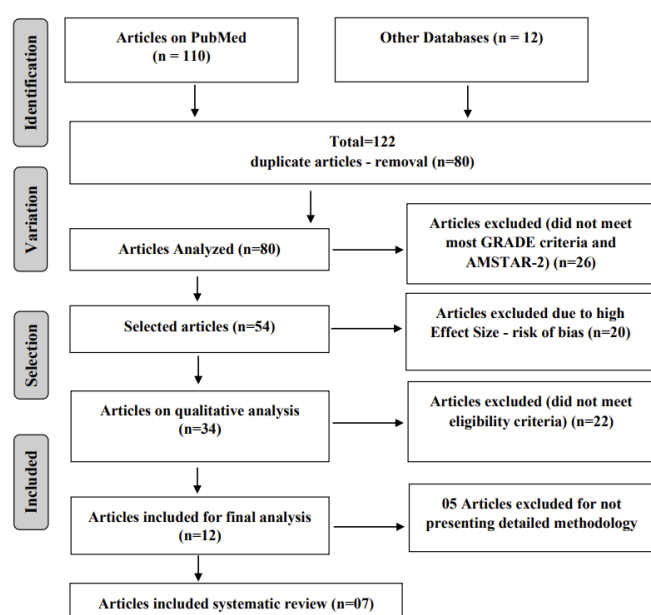 Identification
Articles on PubMed
(n = 110)
Other Databases = 12)
Total=122
duplicate articles - removal (n=80)
Variation
Articles Analyzed (n=80)
Articles excluded (did not meet
most GRADE criteria and
AMSTAR-2) (n=26)
Selection
Selected articles (n=54)
Articles excluded due to high
Effect Size - risk of bias (n=20)
Articles on qualitative analysis
(n=34)
Articles excluded (did not meet
eligibility criteria) (n=22)
Included
Articles included for final analysis
(n=12)
05 Articles excluded for not
presenting detailed methodology
Articles included systematic review (n=07)